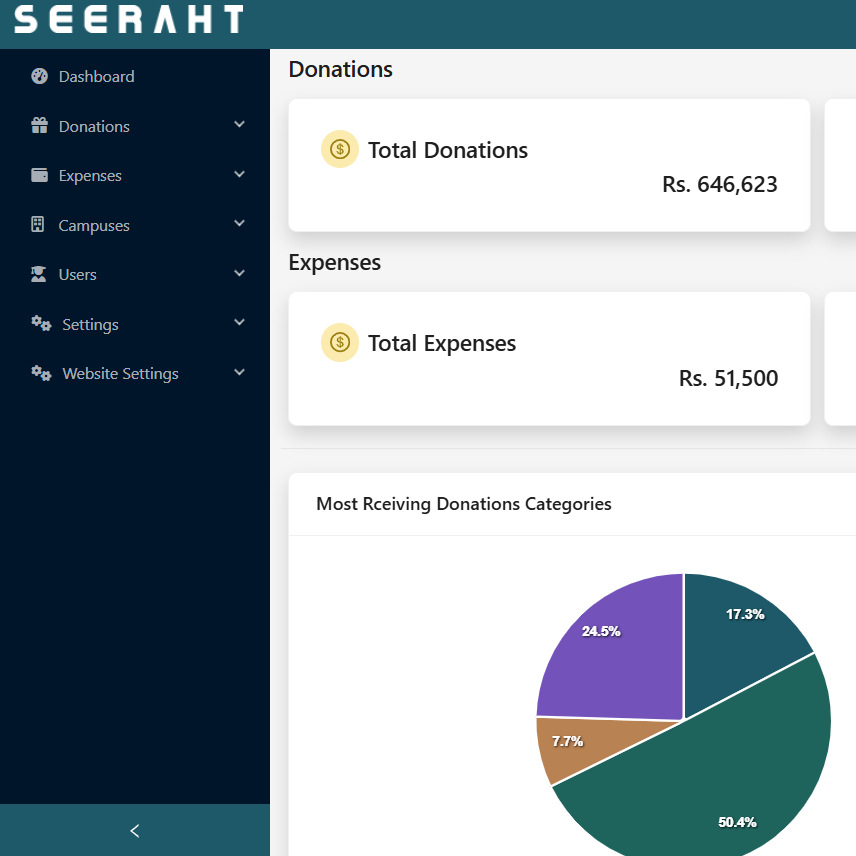 SEERAHT
Dashboard
Donations
Expenses
Campuses
Users
Settings
Website Settings
Donations
Total Donations
Rs. 646,623
Expenses
Total Expenses
Rs. 51,500
Most Rceiving Donations Categories
17.3%
24.5%
7.7%
50.4%